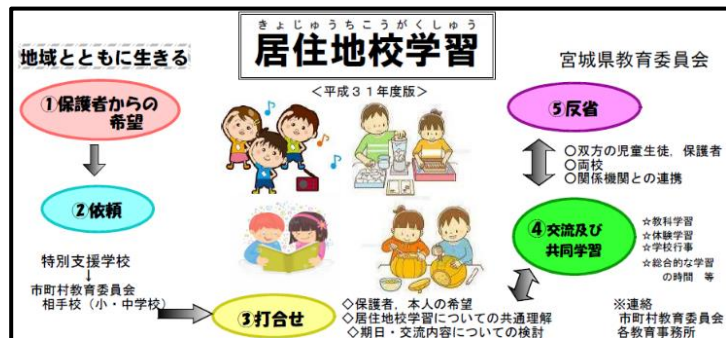 きょじゅうちこうがくしゅう
地域とともに生きる
居住地校学習
宮城県教育委員会
＜平成３１年度版＞
①保護者からの
希望
②依頼
特別支援学校
↓
市町村教育委員会
相手校（小・中学校）
③打合せ
◇保護者，本人の希望
◇居住地校学習についての共通理解
◇期日・交流内容についての検討
④交流及び
共同学習
☆教科学習
☆体験学習
☆学校行事
☆総合的な学習
の時間　等
※連絡
市町村教育委員会
各教育事務所
⑤反省
○双方の児童生徒，保護者
○両校
○関係機関との連携